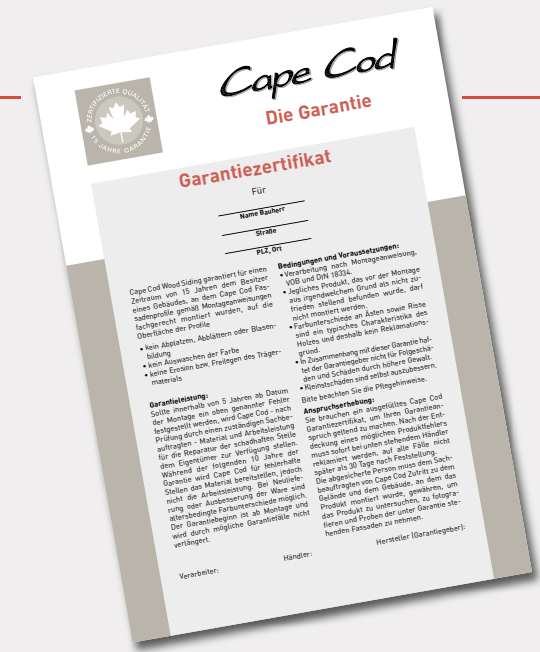 ZERTIFIZIERTE QUALITÄT
15 JAHRE GARANTIE
Cape Cod
Die Garantie
Garantiezertifikat
Für
Name Bauherr
Straße
PLZ, Ort
Cape Cod Wood Siding garantiert für einen
Zeitraum von 15 Jahren dem Besitzer
eines Gebäudes, an dem Cape Cod Fas-
sadenprofile gemäß Montageanweisungen
fachgerecht montiert wurden, auf die
Oberfläche der Profile
• kein Abplatzen, Abblättern oder Blasen-
bildung
• kein Auswaschen der Farbe
• keine Erosion bzw. Freilegen des Träger-
materials
Garantieleistung:
Sollte innerhalb von 5 Jahren ab Datum
der Montage ein oben genannter Fehler
festgestellt werden, wird Cape Cod - nach
Prüfung durch einen zuständigen Sachbe-
auftragten - Material und Arbeitsleistung
für die Reparatur der schadhaften Stelle
dem Eigentümer zur Verfügung stellen.
Während der folgenden 10 Jahre der
Garantie wird Cape Cod für fehlerhafte
Stellen das Material bereitstellen, jedoch
nicht die Arbeitsleistung. Bei Neuliefe-
rung oder Ausbesserung der Ware sind
altersbedingte Farbunterschiede möglich.
Der Garantiebeginn ist ab Montage und
wird durch mögliche Garantiefälle nicht
verlängert.
Bedingungen und Voraussetzungen:
• Verarbeitung nach Montageanweisung,
VOB und DIN 18334.
• Jegliches Produkt, das vor der Montage
aus irgendwelchem Grund als nicht zu-
frieden stellend befunden wurde, darf
nicht montiert werden.
• Farbunterschiede an Ästen sowie Risse
sind ein typisches Charakteristika des
Holzes und deshalb kein Reklamations-
grund.
• In Zusammenhang mit dieser Garantie haf-
tet der Garantiegeber nicht für Folgeschä-
den und Schäden durch höhere Gewalt.
• Kleinstschäden sind selbst auszubessern.
Bitte beachten Sie die Pflegehinweise.
Anspruchserhebung:
Sie brauchen ein ausgefülltes Cape Cod
Garantiezertifikat, um Ihren Garantiean-
spruch geltend zu machen. Nach der Ent-
deckung eines möglichen Produktfehlers
muss sofort bei unten stehendem Händler
reklamiert werden, auf alle Fälle nicht
später als 30 Tage nach Feststellung.
Die abgesicherte Person muss dem Sach-
beauftragten von Cape Cod Zutritt zu dem
Gelände und dem Gebäude, an dem das
Produkt montiert wurde, gewähren, um
das Produkt zu untersuchen, zu fotogra-
fieren und Proben der unter Garantie ste-
henden Fassaden zu nehmen.
Verarbeiter:
Händler:
Hersteller (Garantiegeber):